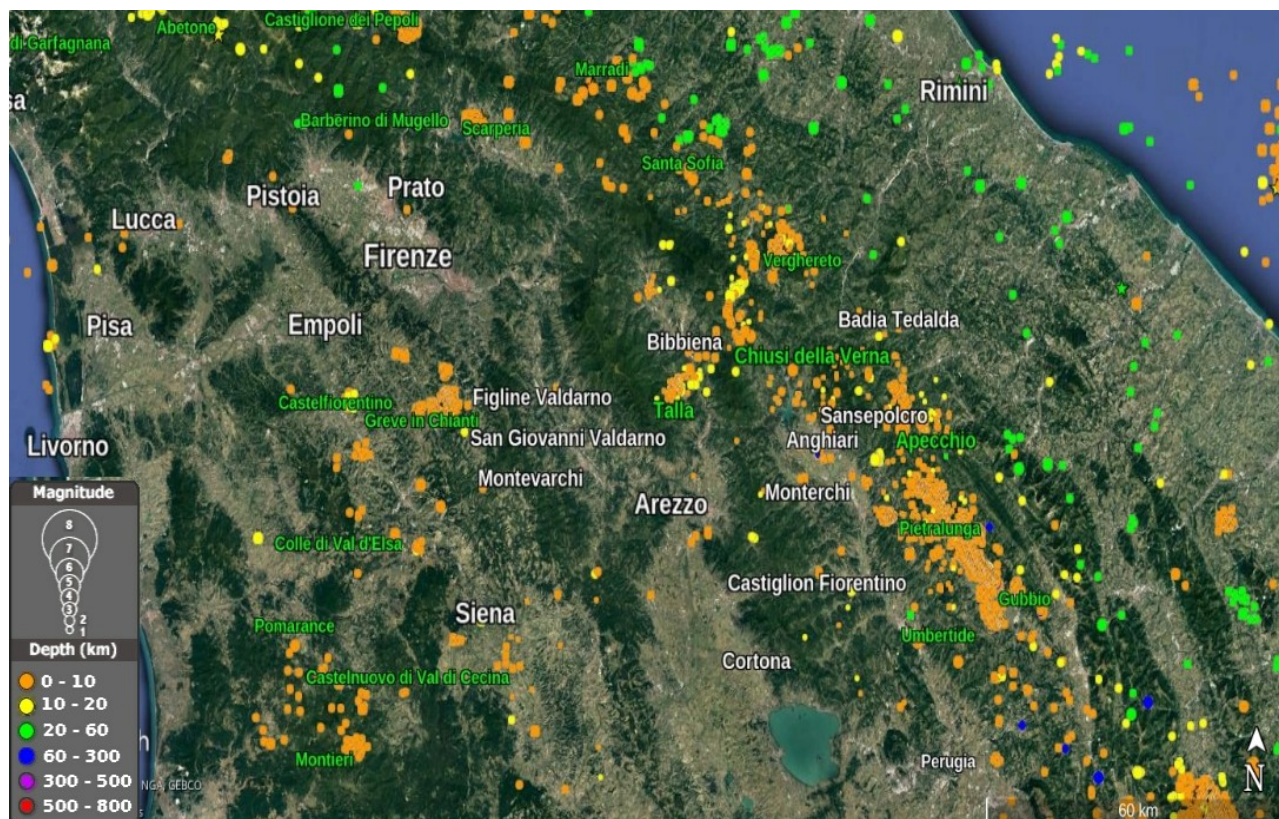 Abetone
Castiglione dei Pepoli
di Garfagnana
Marradi
Rimini
sa
Barberino di Mugello
Scarperia
Santa Sofia
Pistoia
Prato
Lucca
Firenze
Verghereto
Pisa
Empoli
Badia Tedalda
Bibbiena
Chiusi della Verna
Castelfiorentino
Figline Valdarno
Talla
Greve in Chianti
Sansepolcro
San Giovanni Valdarno
Anghiari
Apecchio
Livorno
Montevarchi
Monterchi
Arezzo
Pietralunga
Colle di Val d'Elsa
Castiglion Fiorentino
Gubbio
Siena
Pomarance
Umbertide
Cortona
Castelnuovo di Val di Cecina
Montieri
Perugia
Magnitude
8
7
6
5
4
3
2
1
Depth (km)
0 - 10
10 - 20
20 - 60
60 - 300
300 - 500
500 - 800
h
NGA, GEBCO
s
N
60 km